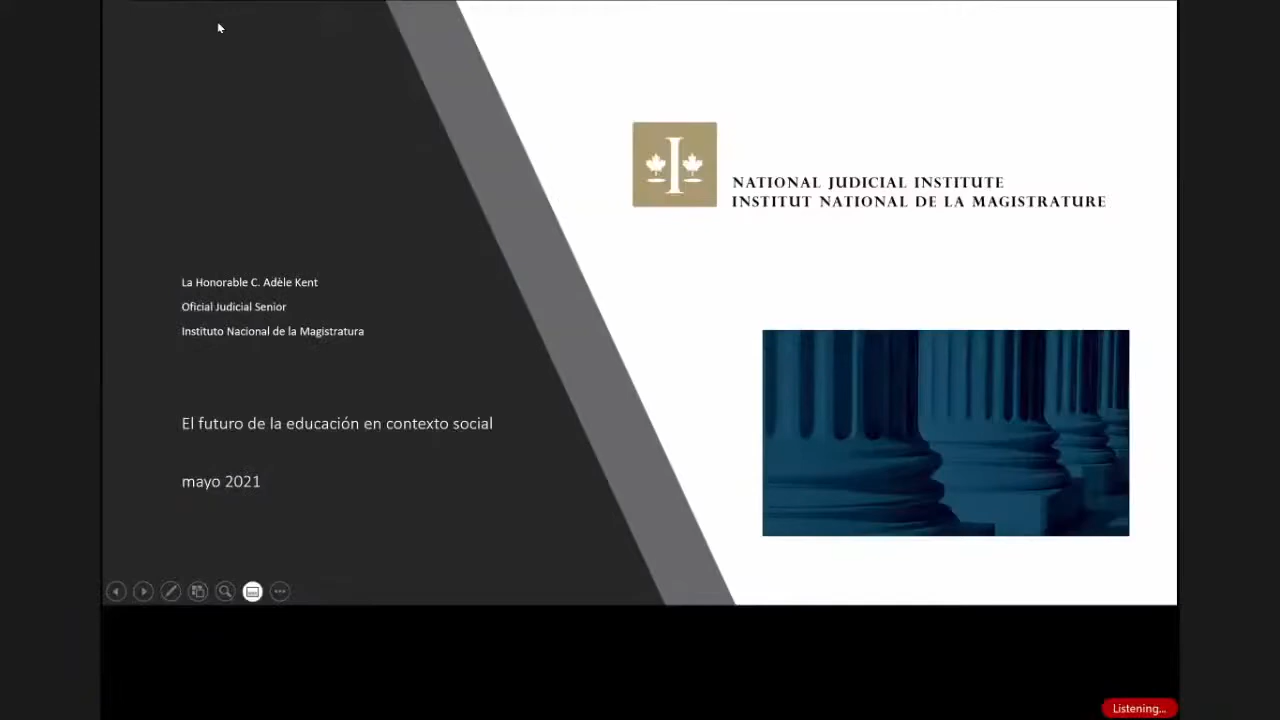 NATIONAL JUDICIAL INSTITUTE
INSTITUT NATIONAL DE LA MAGISTRATURE
La Honorable C. Adèle Kent
Oficial Judicial Senior
Instituto Nacional de la Magistratura
El futuro de la educación en contexto social
mayo 2021
Listening...